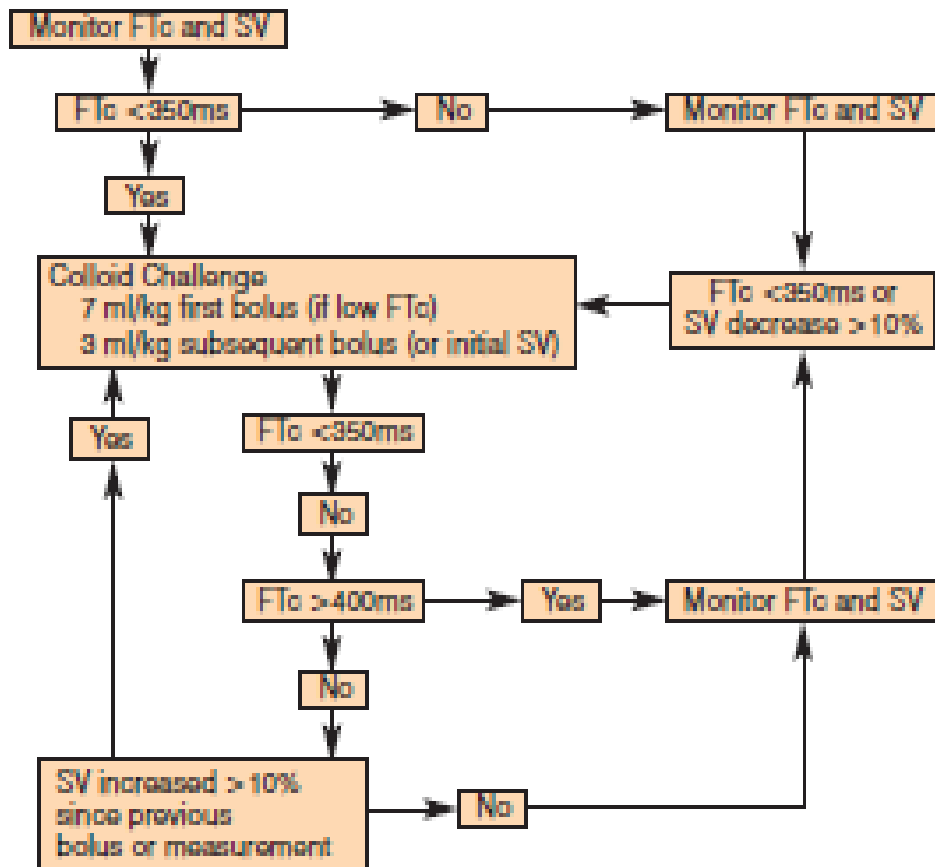 Monitor FTc and SV
FTc <350ms
No
Monitor FTc and SV
Yes
Colloid Challenge
7 ml/kg first bolus (if low FTc)
3 ml/kg subsequent bolus (or initial SV)
FTc <350ms or
SV decrease >10%
Yes
FTc <350ms
No
FTc >400ms
Yes
Monitor FTc and SV
No
SV increased >10%
since previous
bolus or measurement
No